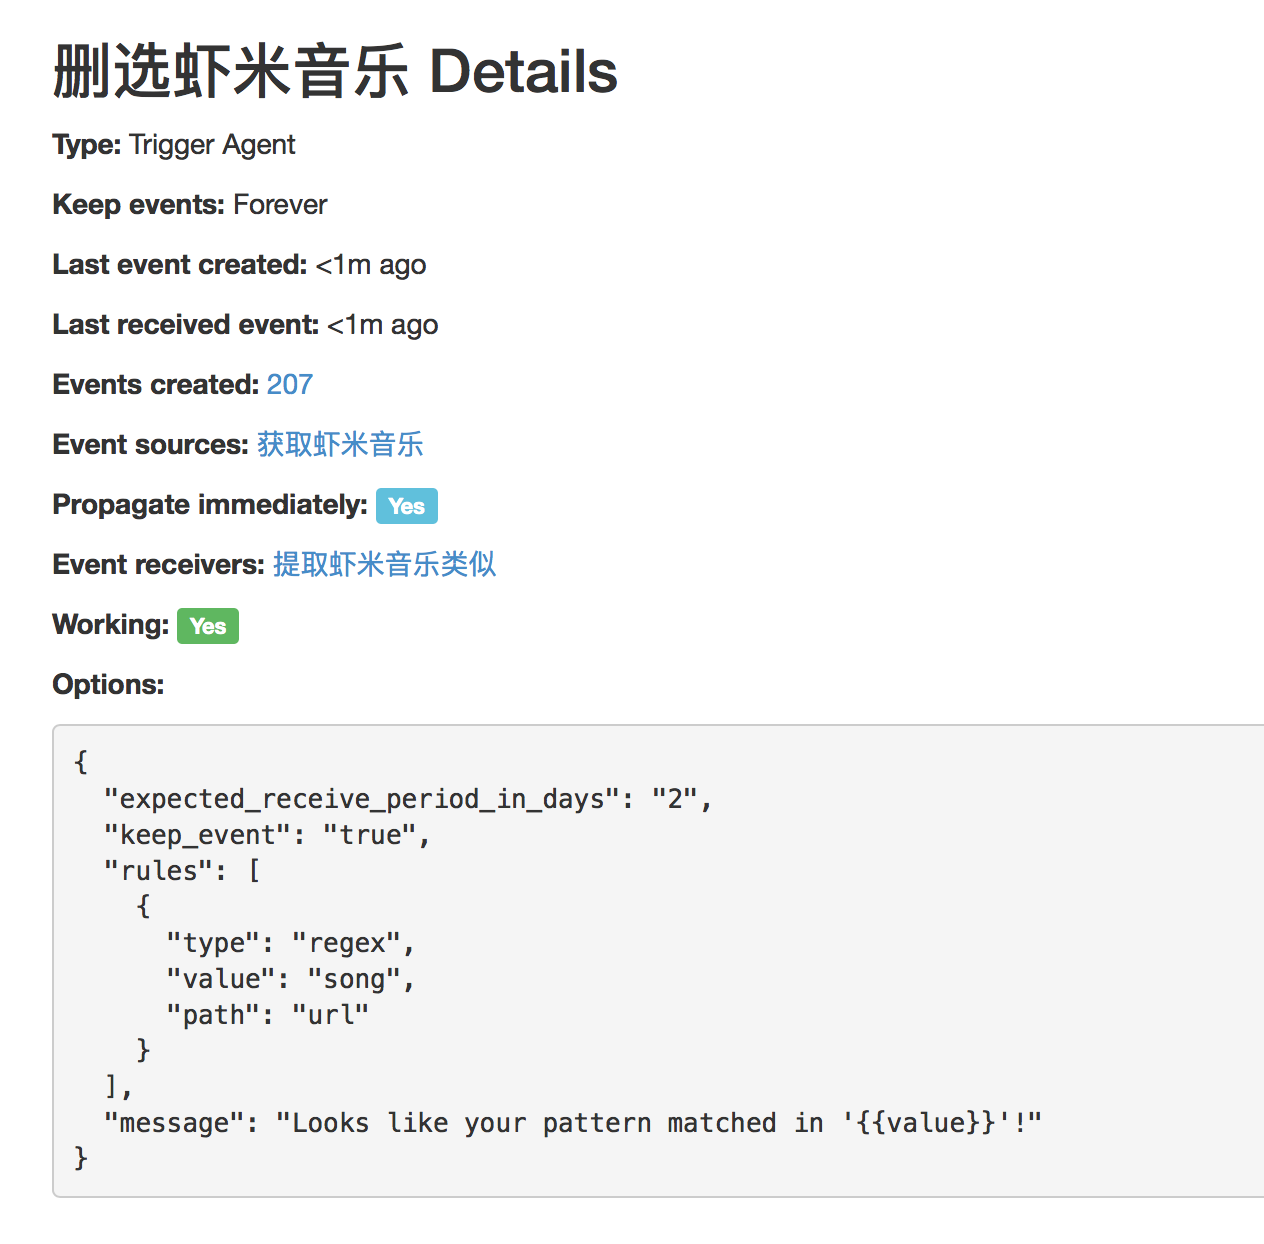 删选虾米音乐 Details
Type: Trigger Agent
Keep events: Forever
Last event created: <1m ago
Last received event: <1m ago
Events created: 207
Event sources: 获取虾米音乐
Propagate immediately: Yes
Event receivers: 提取虾米音乐类似
Working: Yes
Options:
{
  "expected_receive_period_in_days": "2",
  "keep_event": "true",
  "rules": [
    {
      "type": "regex",
      "value": "song",
      "path": "url"
    }
  ],
  "message": "Looks like your pattern matched in '{{value}}'!"
}